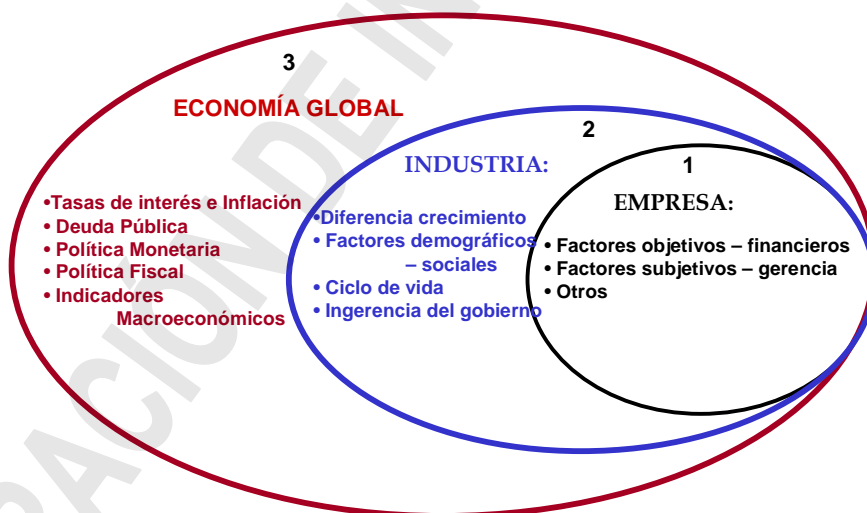 3
ECONOMÍA GLOBAL
•Tasas de interés e Inflación
• Deuda Pública
• Política Monetaria
• Política Fiscal
• Indicadores
Macroeconómicos
2
INDUSTRIA:
•Diferencia crecimiento
• Factores demográficos
– sociales
• Ciclo de vida
• Ingerencia del gobierno
1
EMPRESA:
• Factores objetivos – financieros
• Factores subjetivos – gerencia
• Otros